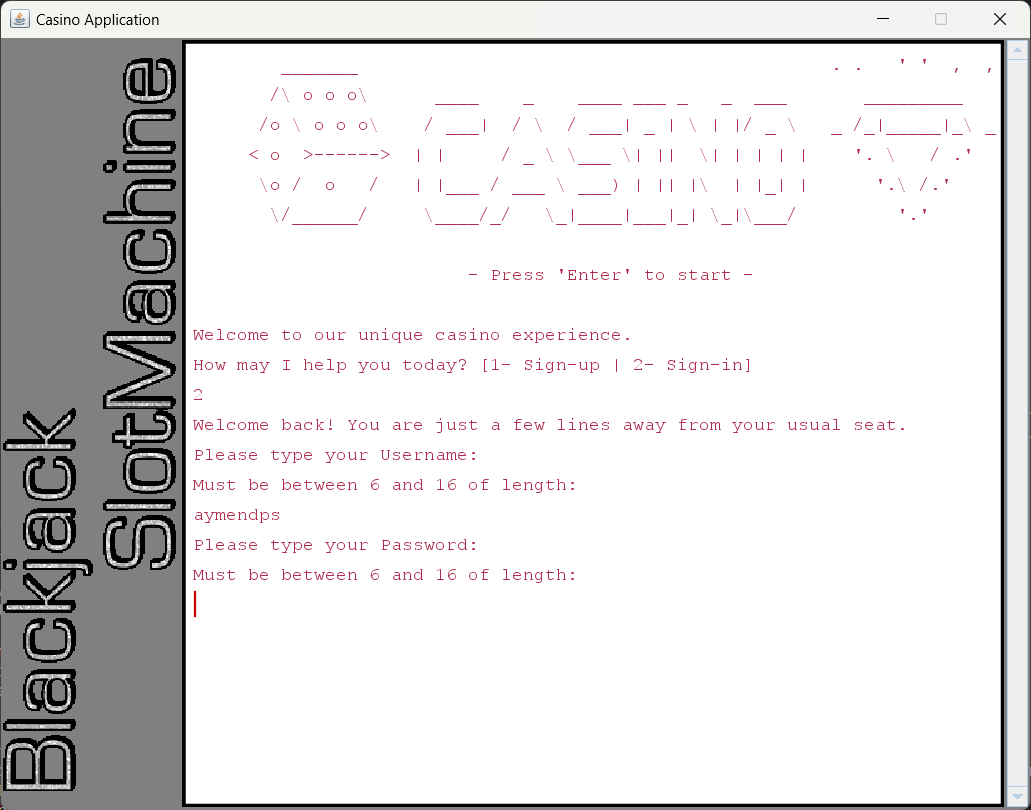 Casino Application
Blackjack
SlotMachine
CASINO
- Press 'Enter' to start -
Welcome to our unique casino experience.
How may I help you today? [1- Sign-up | 2- Sign-in]
2
Welcome back! You are just a few lines away from your usual seat.
Please type your Username:
Must be between 6 and 16 of length:
aymendps
Please type your Password:
Must be between 6 and 16 of length: